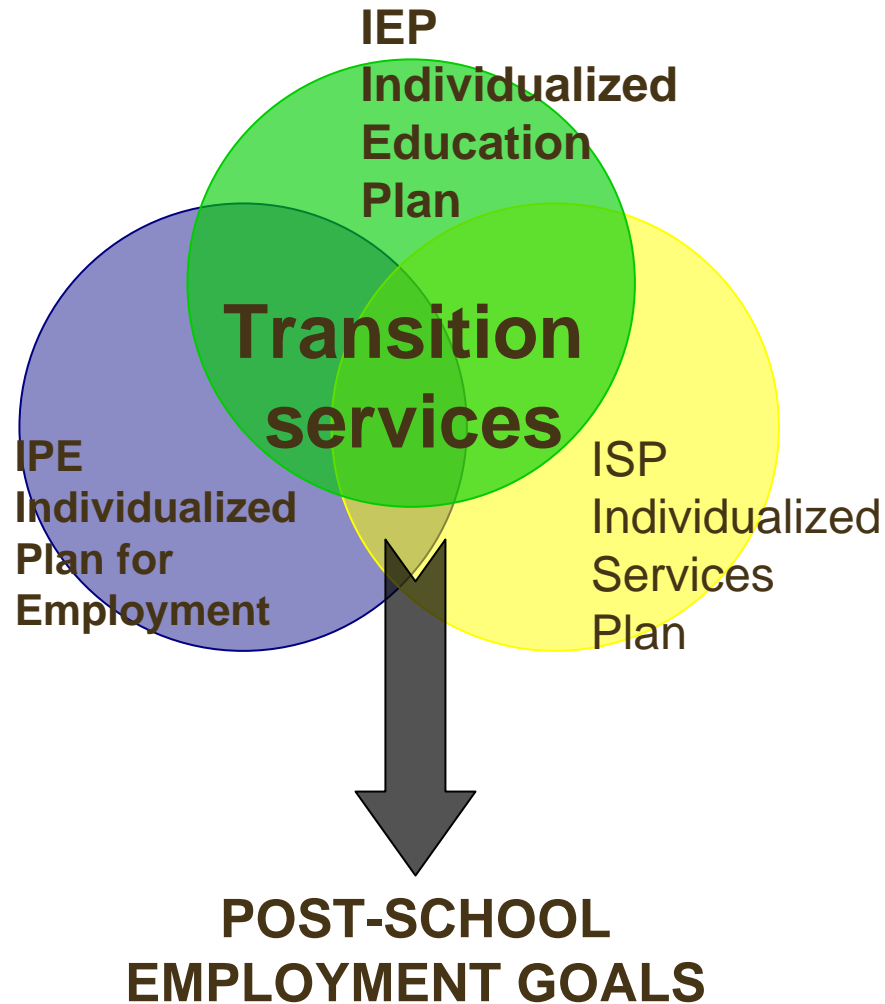 IEP
Individualized
Education
Plan
Transition
services
IPE
Individualized
Plan for
Employment
ISP
Individualized
Services
Plan
POST-SCHOOL
EMPLOYMENT GOALS